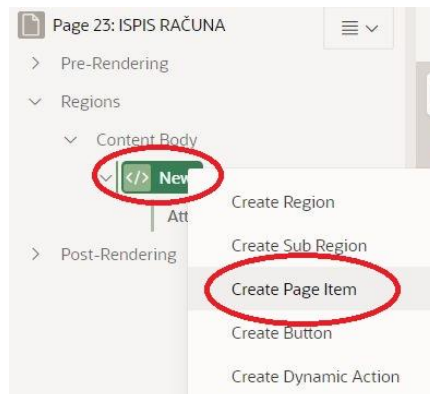 Page 23: ISPIS RAČUNA
Pre-Rendering
Regions
Content Body
</> New
Create Region
Att
Create Sub Region
Post-Rendering
Create Page Item
Create Button
Create Dynamic Action